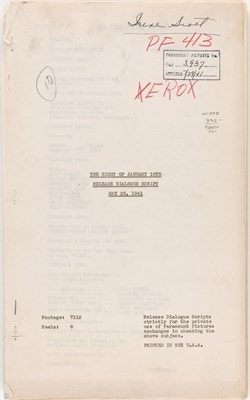 10
PF 413
PARAMOUNT PICTURES Inc.
XEROX
THE NIGHT OF JANUARY 16TH
RELEASE DIALOGUE SCRIPT
MAY 28, 1941
Footage: 7112
Reels: 8
Release Dialogue Scripts
strictly for the private
use of Paramount Pictures
exchanges in checking the
above subject.
PRINTED IN THE U.S.A.